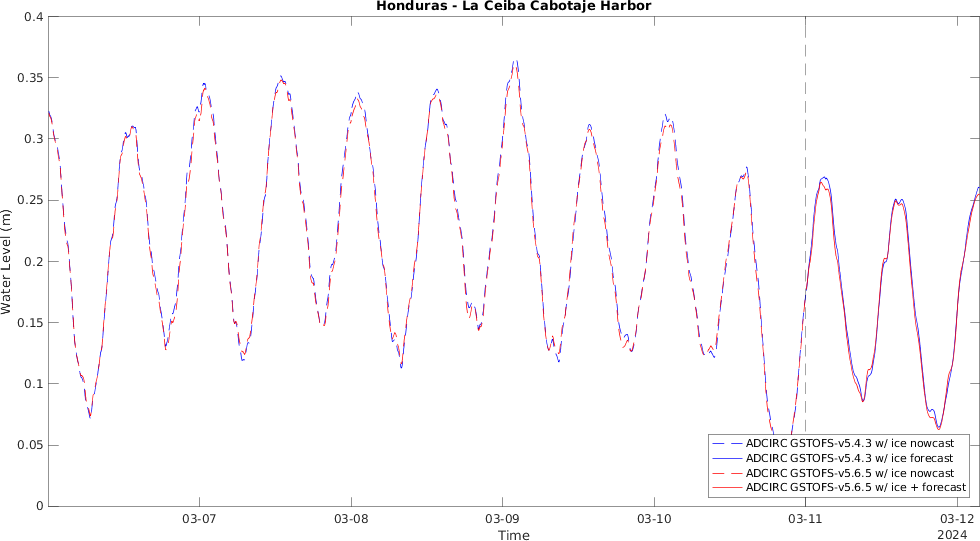 Honduras - La Ceiba Cabotaje Harbor
0.4
0.35
0.3
0.25
0.2
0.15
0.1
0.05
0
Water Level (m)
ADCIRC GSTOFS-v5.4.3 w/ ice nowcast
ADCIRC GSTOFS-v5.4.3 w/ ice forecast
ADCIRC GSTOFS-v5.6.5 w/ ice nowcast
ADCIRC GSTOFS-v5.6.5 w/ ice + forecast
03-07 03-08 03-09 03-10 03-11 03-12
Time 2024